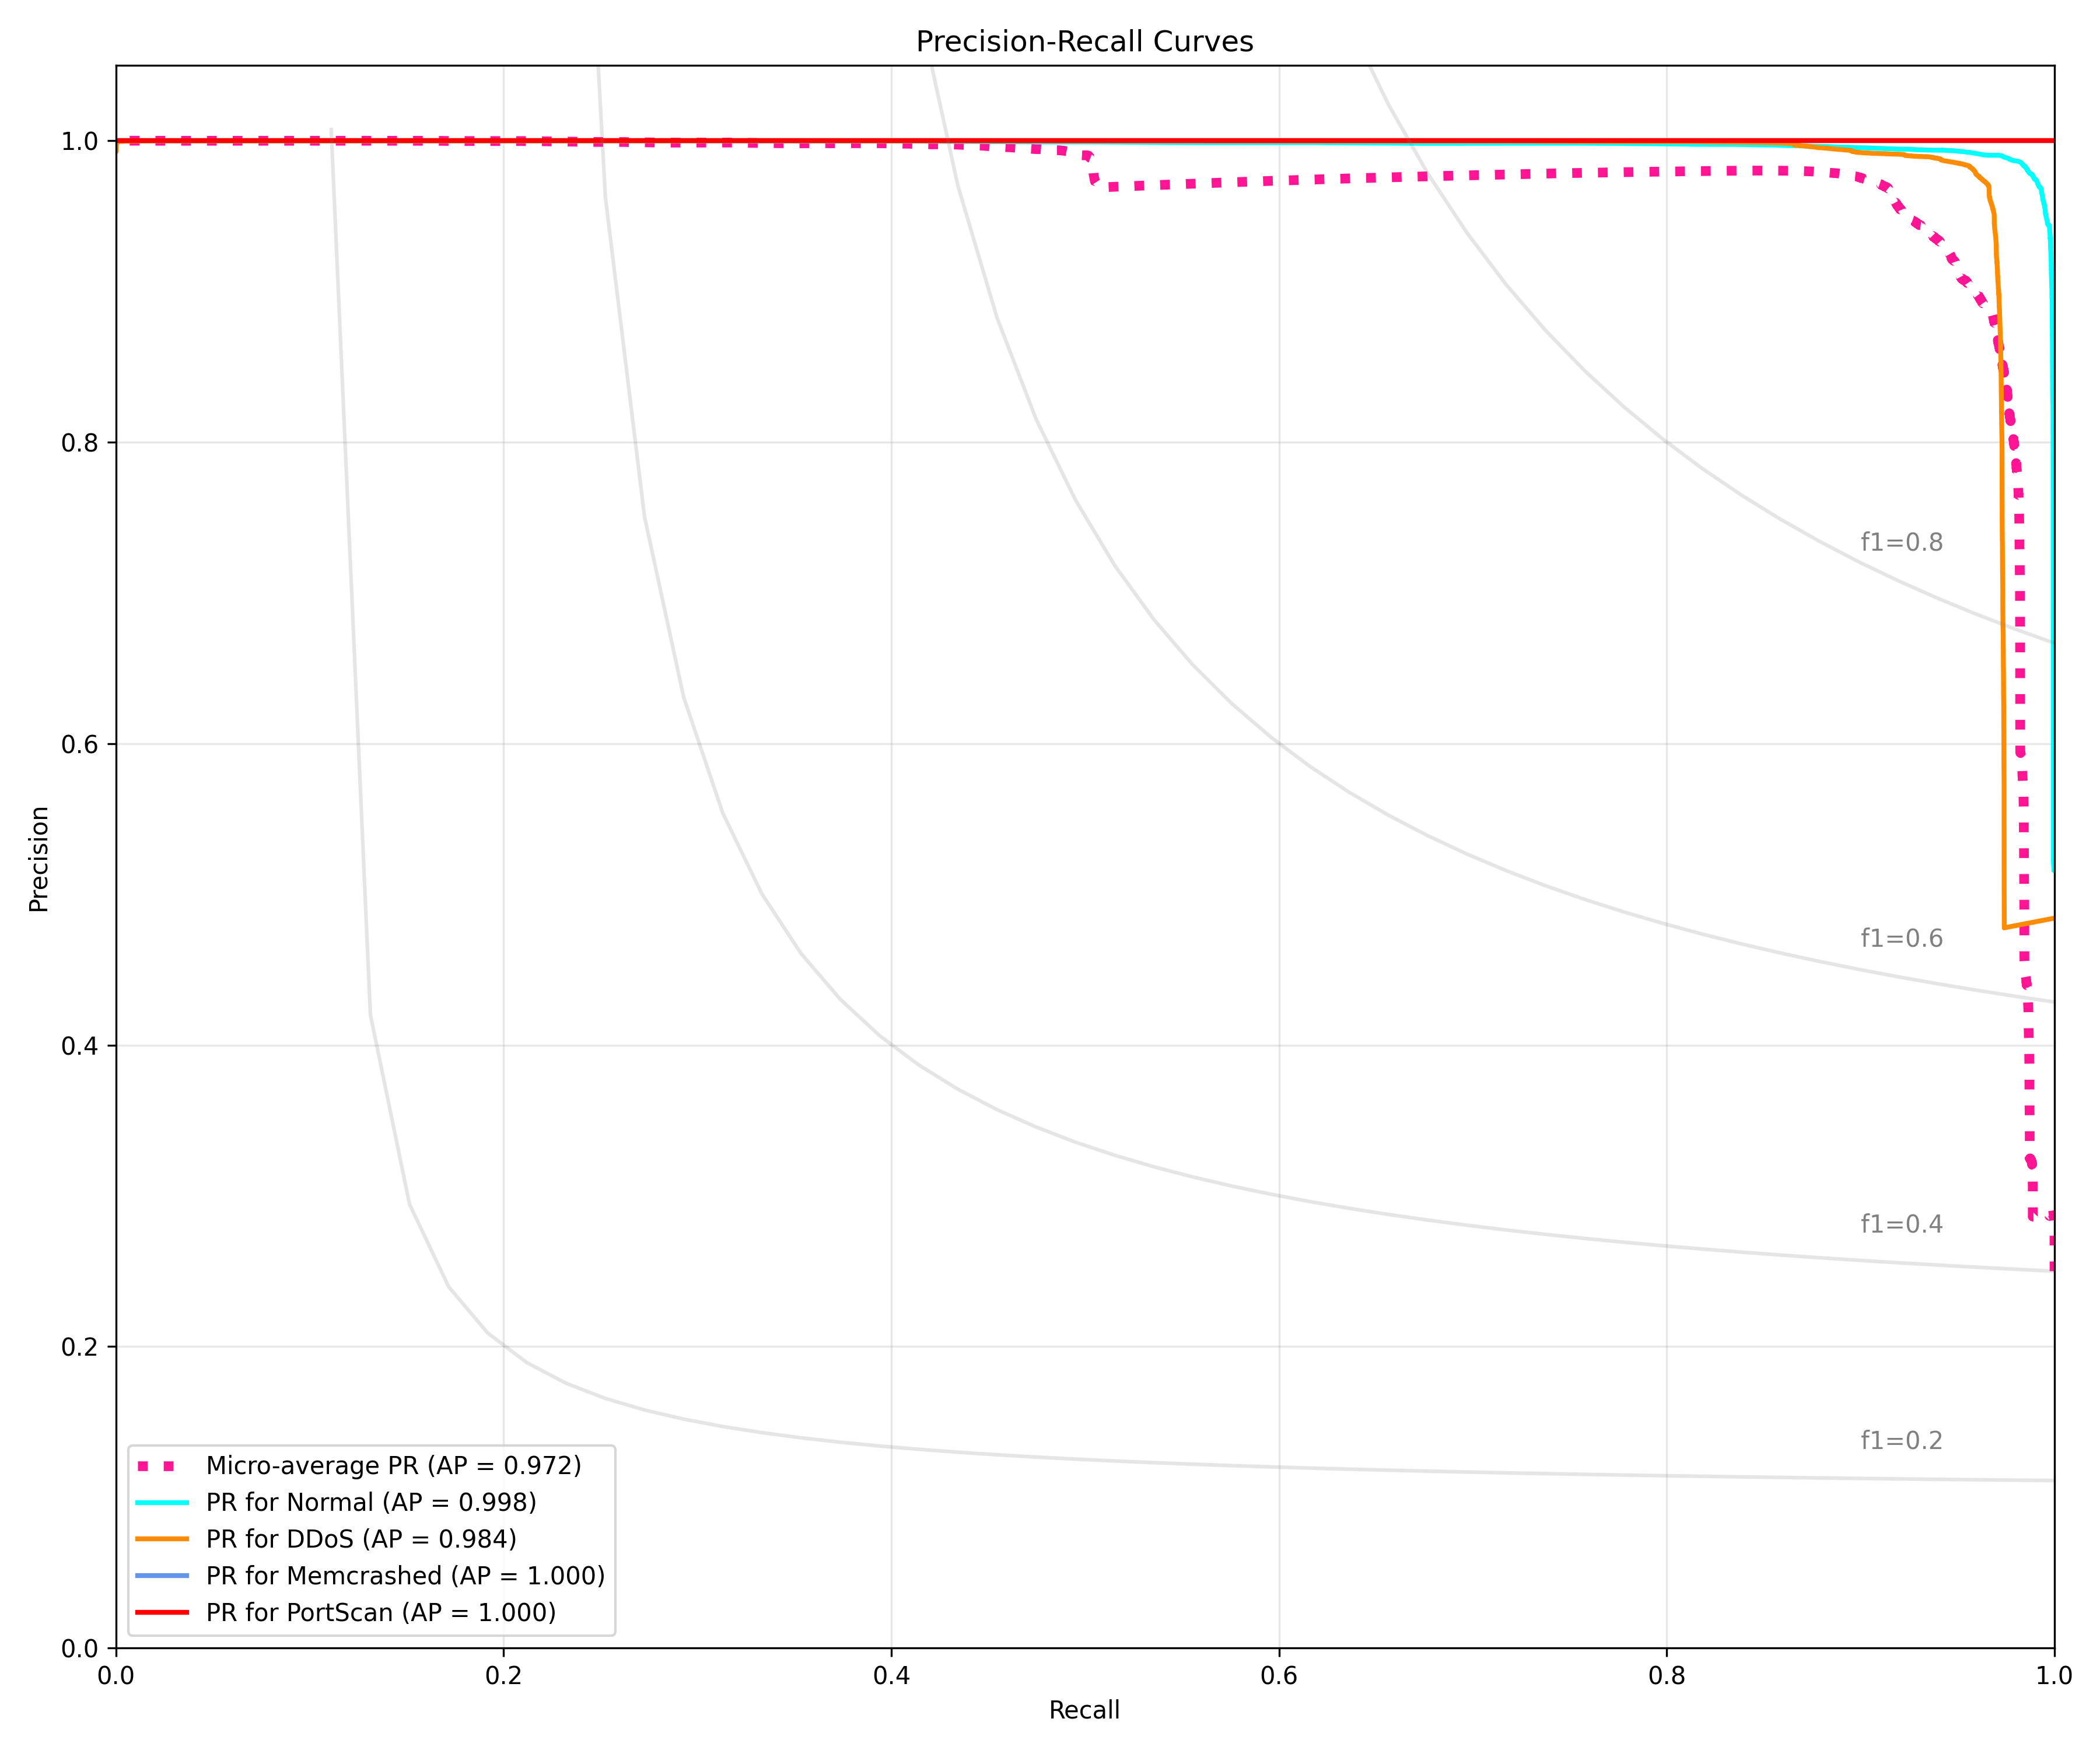 Precision-Recall Curves
1.0
0.8
0.6
0.4
0.2
0.0
Precision
f1=0.8
f1=0.6
f1=0.4
f1=0.2
Micro-average PR (AP = 0.972)
PR for Normal (AP = 0.998)
PR for DDoS (AP = 0.984)
PR for Memcrashed (AP = 1.000)
PR for PortScan (AP = 1.000)
0.0 0.2 0.4 0.6 0.8 1.0
Recall